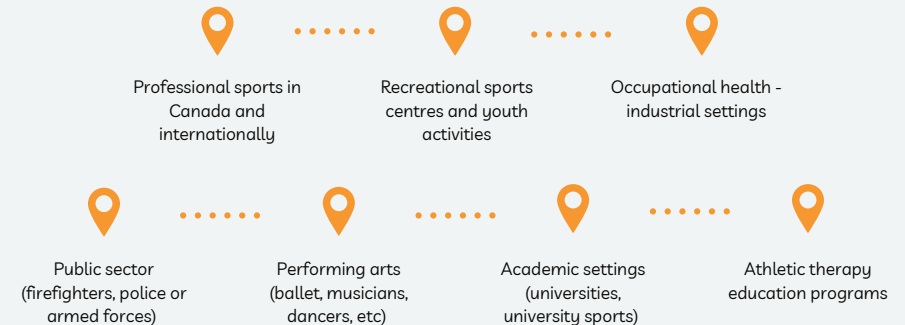 Professional sports in
Canada and
internationally
Recreational sports
centres and youth
activities
Occupational health -
industrial settings
Public sector
(firefighters, police or
armed forces)
Performing arts
(ballet, musicians,
dancers, etc)
Academic settings
(universities,
university sports)
Athletic therapy
education programs